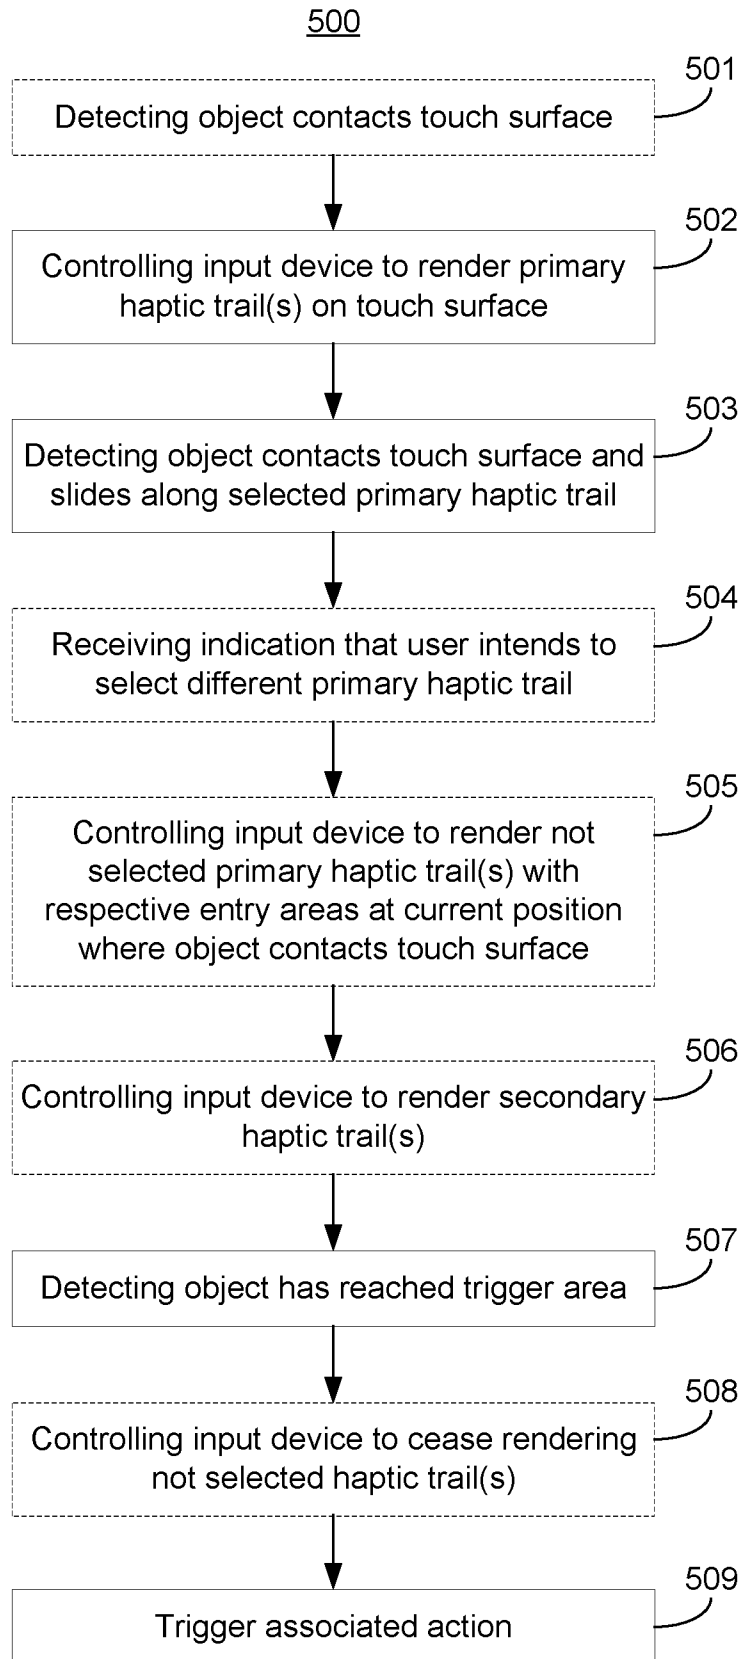 500
501
Detecting object contacts touch surface
502
Controlling input device to render primary
haptic trail(s) on touch surface
503
Detecting object contacts touch surface and
slides along selected primary haptic trail
504
Receiving indication that user intends to
select different primary haptic trail
505
Controlling input device to render not
selected primary haptic trail(s) with
respective entry areas at current position
where object contacts touch surface
506
Controlling input device to render secondary
haptic trail(s)
507
Detecting object has reached trigger area
508
Controlling input device to cease rendering
not selected haptic trail(s)
509
Trigger associated action